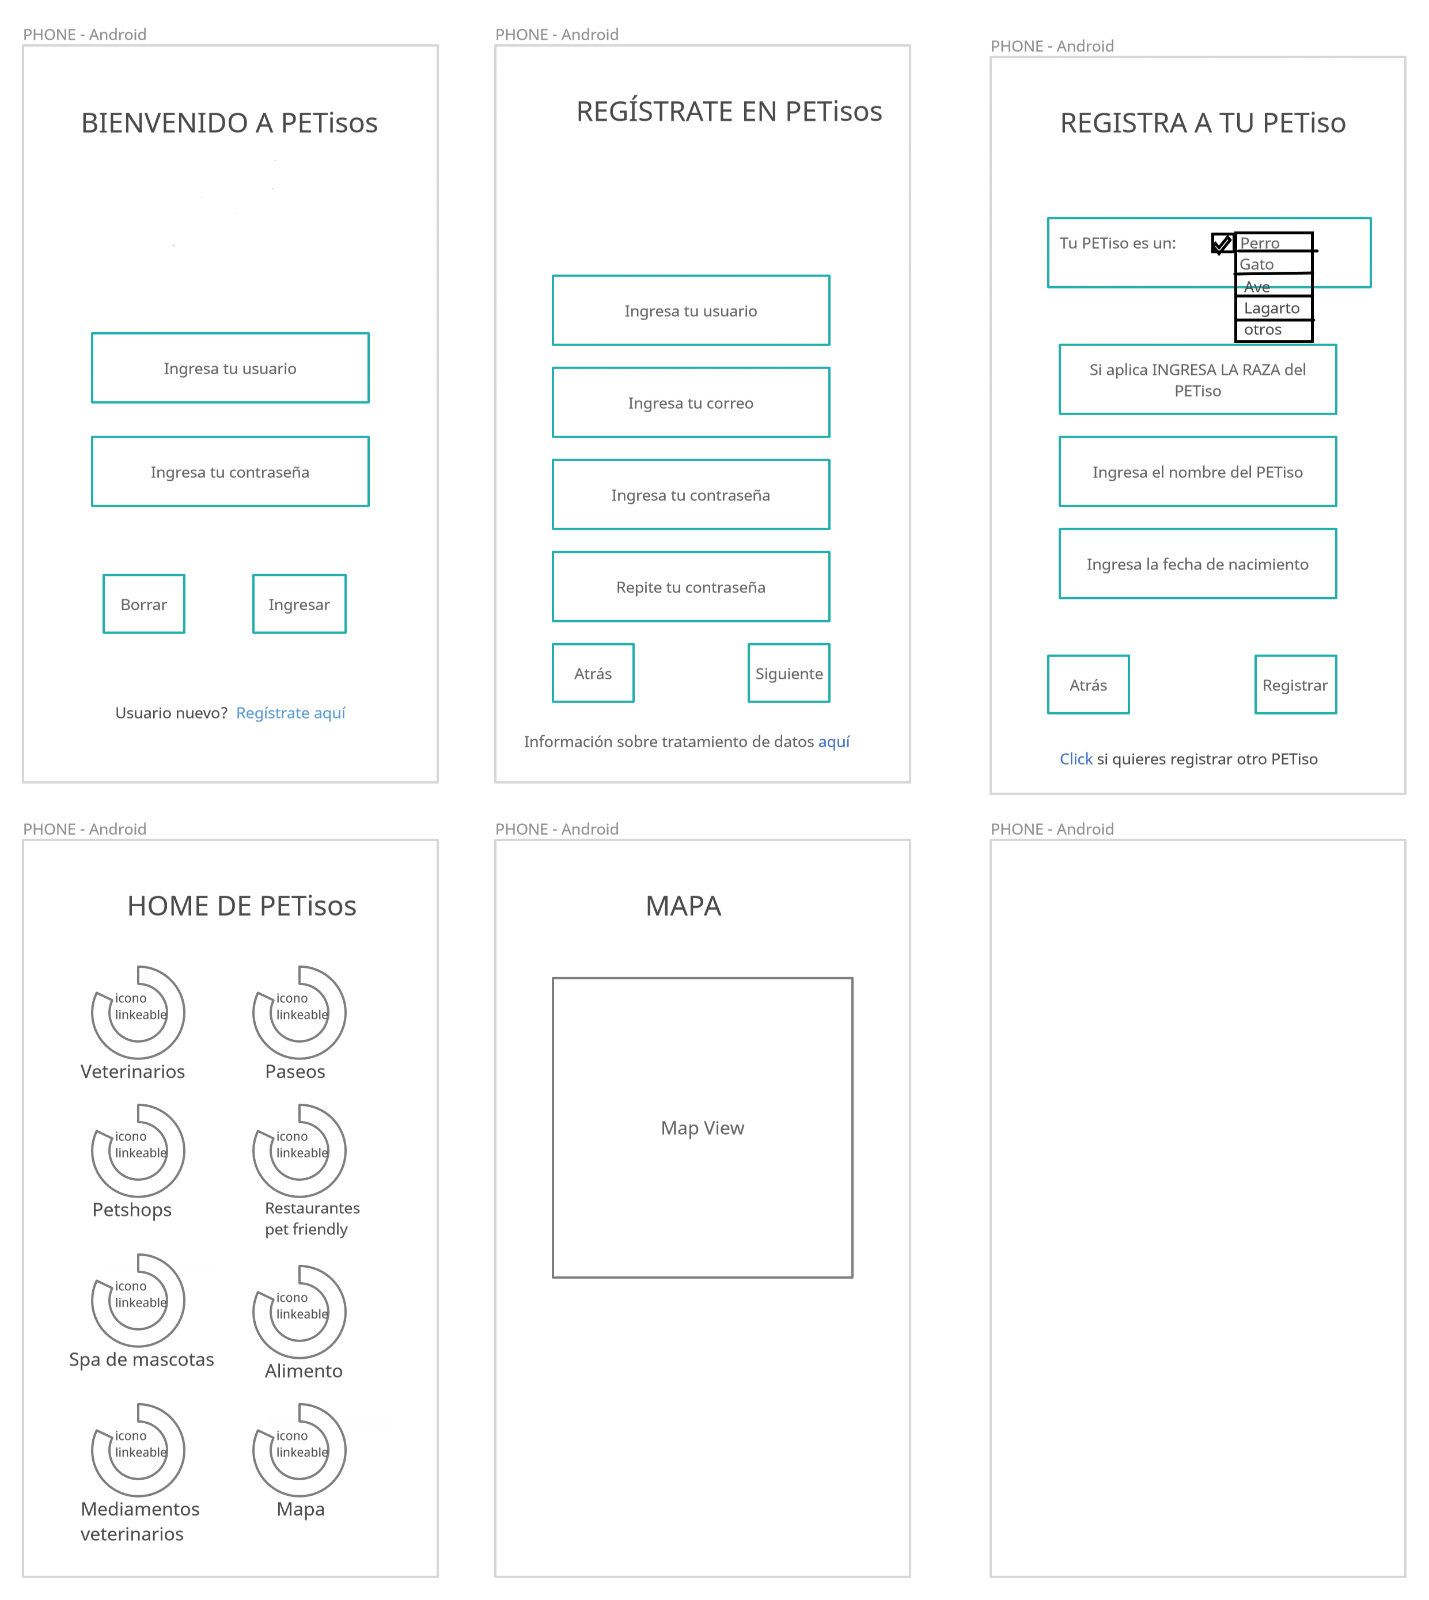 PHONE - Android
BIENVENIDO A PETisos
Ingresa tu usuario
Ingresa tu contraseña
Borrar
Ingresar
Usuario nuevo? Regístrate aquí
PHONE - Android
REGÍSTRATE EN PETisos
Ingresa tu usuario
Ingresa tu correo
Ingresa tu contraseña
Repite tu contraseña
Atrás
Siguiente
Información sobre tratamiento de datos aquí
PHONE - Android
REGISTRA A TU PETiso
Tu PETiso es un:
Perro
Gato
Ave
Lagarto
otros
Si aplica INGRESA LA RAZA del
PETiso
Ingresa el nombre del PETiso
Ingresa la fecha de nacimiento
Atrás
Registrar
Click si quieres registrar otro PETiso
PHONE - Android
HOME DE PETisos
icono
linkeable
Veterinarios
icono
linkeable
Paseos
icono
linkeable
Petshops
icono
linkeable
Restaurantes
pet friendly
icono
linkeable
Spa de mascotas
icono
linkeable
Alimento
icono
linkeable
Mediamentos
veterinarios
icono
linkeable
Mapa
PHONE - Android
MAPA
Map View
PHONE - Android